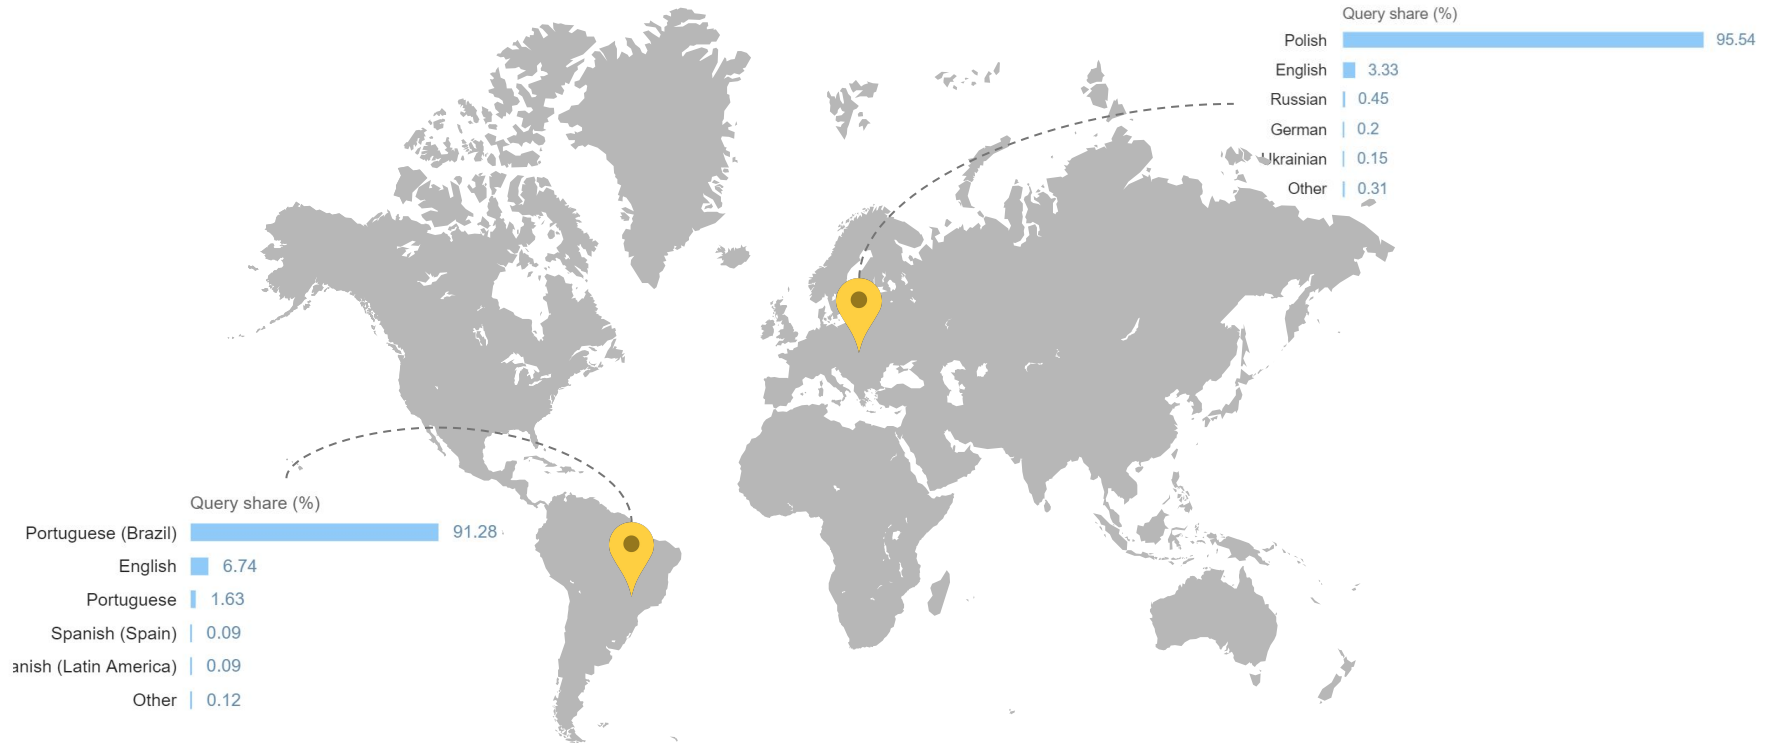 Query share (%)
Polish 95.54
English 3.33
Russian 0.45
German 0.2
Ukrainian 0.15
Other 0.31
Query share (%)
Portuguese (Brazil) 91.28
English 6.74
Portuguese 1.63
Spanish (Spain) 0.09
anish (Latin America) 0.09
Other 0.12